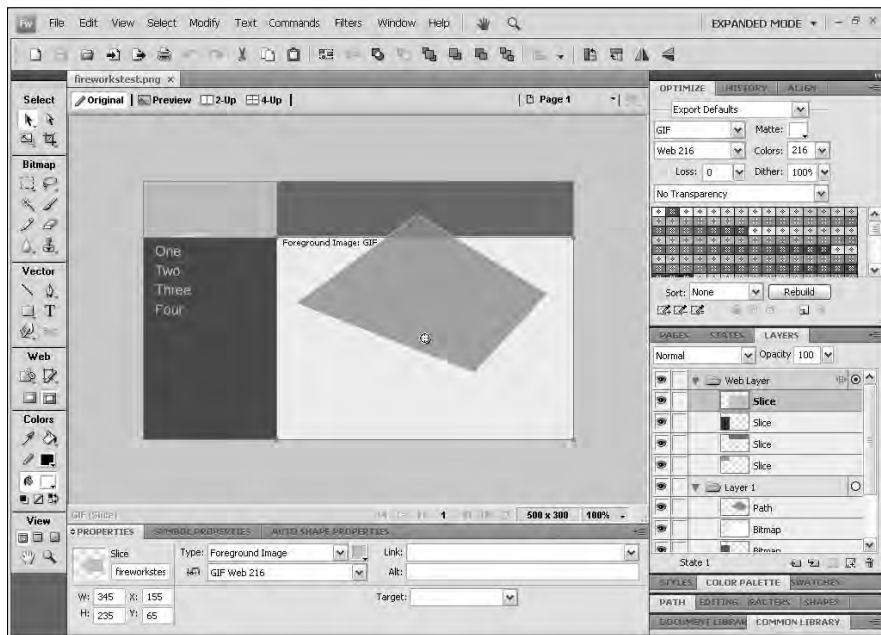 Fw File Edit View Select Modify Text Commands Filters Window Help EXPANDED MODE
fireworkstest.png ×
Original Preview 2-Up 4-Up Page 1
Select
Bitmap
Vector
Web
Colors
View
Foreground Image: GIF
One
Two
Three
Four
GIF (Slice) 1 500 x 300 100%
PROPERTIES SYMBOL PROPERTIES AUTO SHAPE PROPERTIES
Slice Type: Foreground Image Link:
fireworkstes GIF Web 216 Alt:
W: 345 X: 155 Target:
H: 235 Y: 65
OPTIMIZE HISTORY ALIGN
Export Defaults
GIF Matte:
Web 216 Colors: 216
Loss: 0 Dither: 100%
No Transparency
Sort: None Rebuild
PAGES STATES LAYERS
Normal Opacity 100
Web Layer
Slice
Slice
Slice
Slice
Layer 1
Path
Bitmap
Bitmap
State 1
STYLES COLOR PALETTE SWATCHES
PATH EDITING RACTERS SHAPES
DOCUMENT LIBRAR COMMON LIBRARY